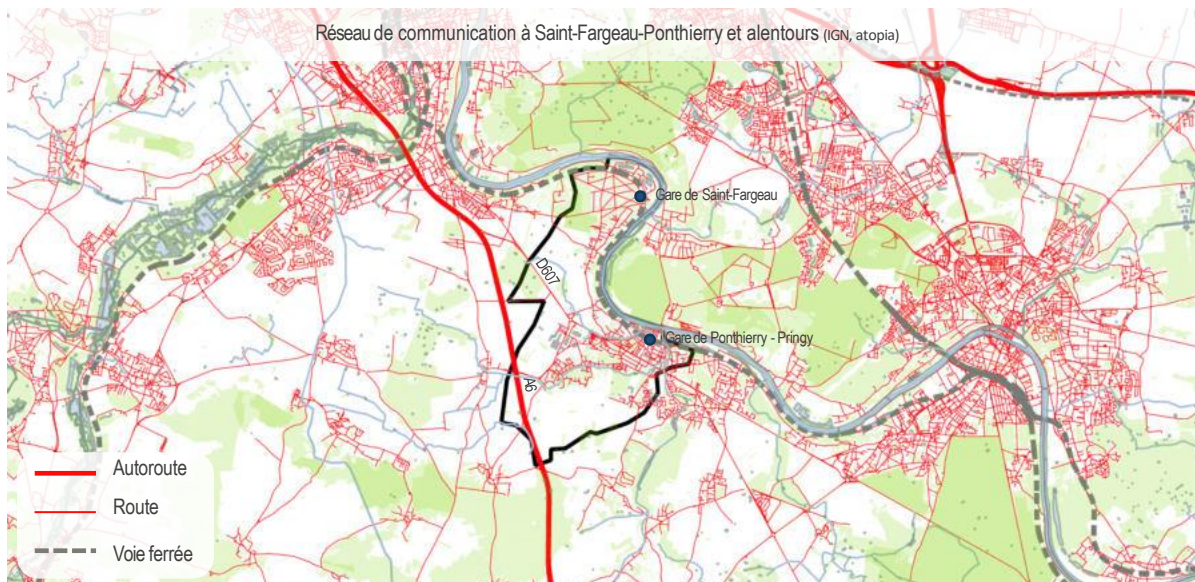 Réseau de communication à Saint-Fargeau-Ponthierry et alentours (IGN, atopia)
Gare de Saint-Fargeau
D607
Gare de Ponthierry - Pringy
A6
Autoroute
Route
Voie ferrée